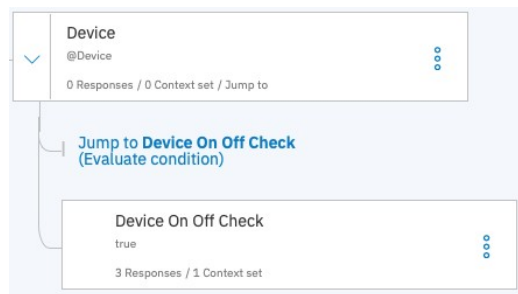 Device
@Device
0 Responses / 0 Context set / Jump to
Jump to Device On Off Check
(Evaluate condition)
Device On Off Check
true
3 Responses / 1 Context set